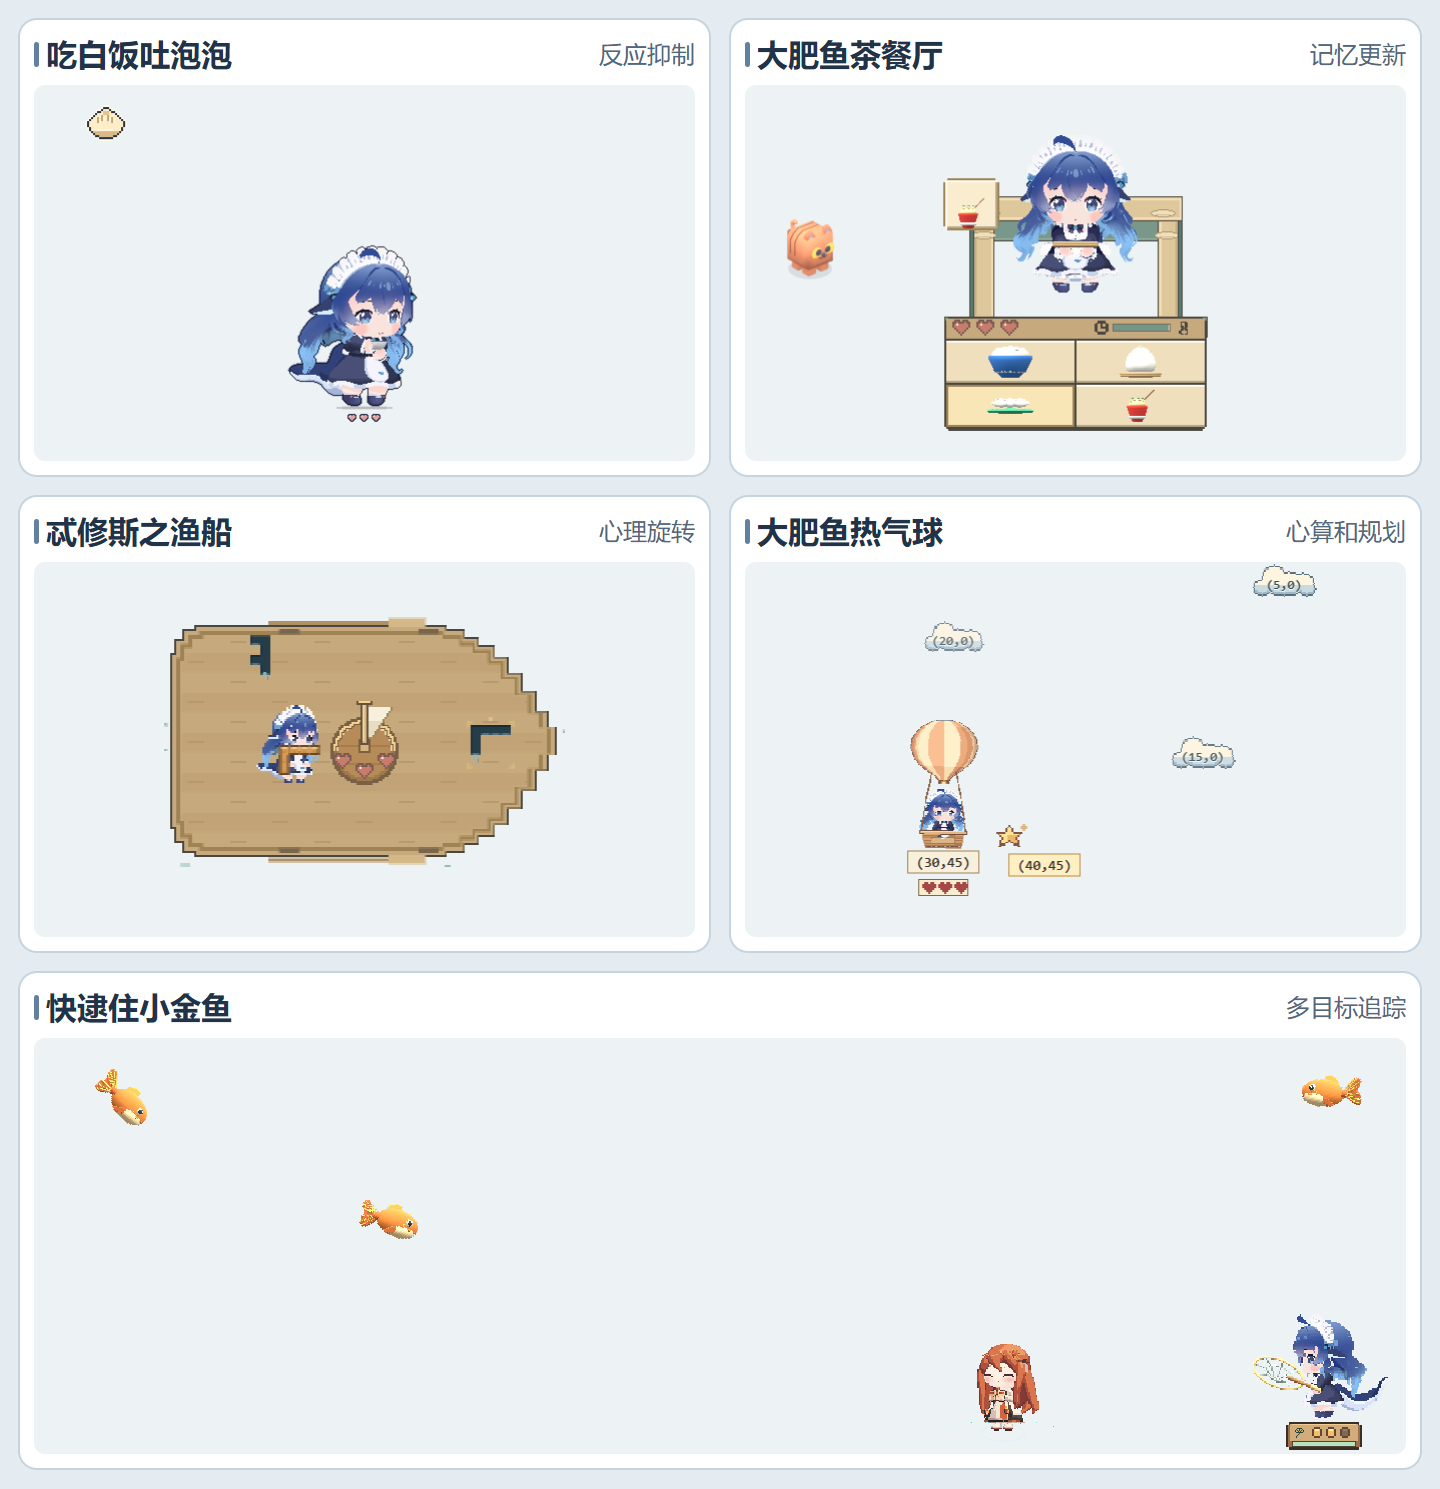 吃白饭吐泡泡
反应抑制
大肥鱼茶餐厅
记忆更新
忒修斯之渔船
心理旋转
大肥鱼热气球
心算和规划
(5,0)
(20,0)
(15,0)
(30,45)
(40,45)
快逮住小金鱼
多目标追踪